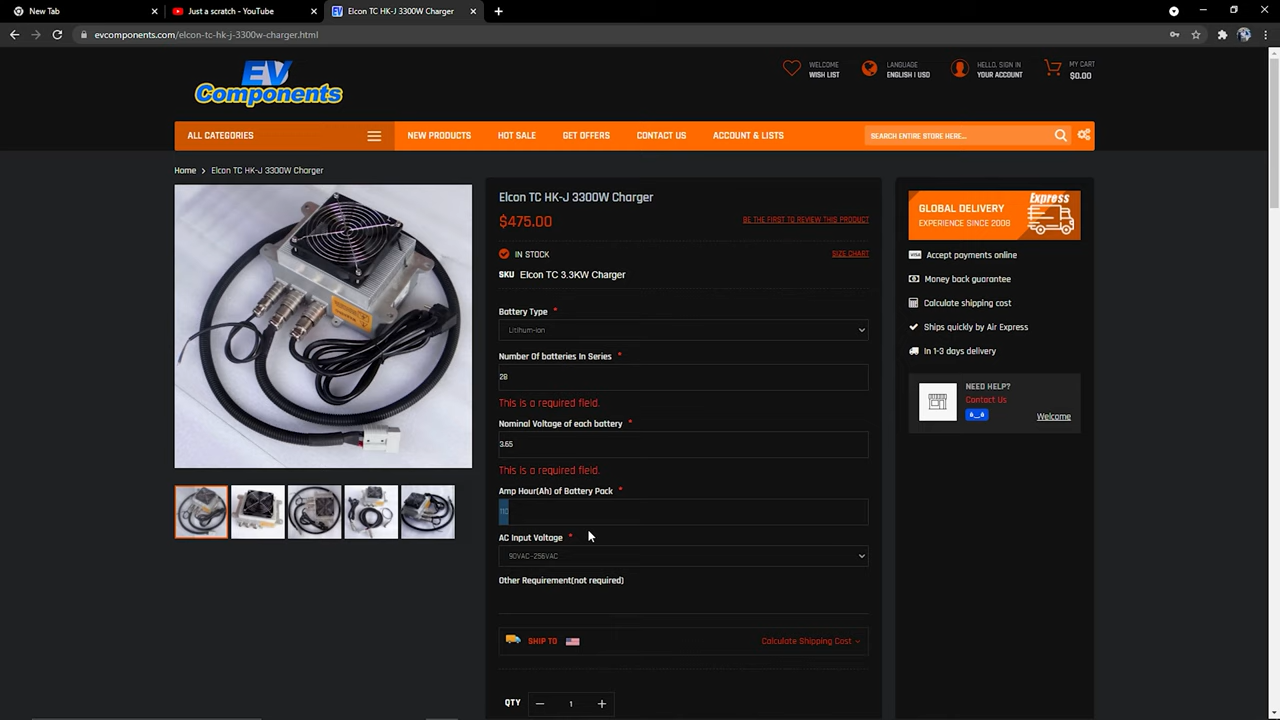 New Tab
Just a scratch - YouTube
Elcon TC HK-J 3300W Charger
evcomponents.com/elcon-tc-hk-j-3300w-charger.html
EV Components
WELCOME
WISH LIST
LANGUAGE
ENGLISH I USD
HELLO, SIGN IN
YOUR ACCOUNT
MY CART
$0.00
ALL CATEGORIES
NEW PRODUCTS
HOT SALE
GET OFFERS
CONTACT US
ACCOUNT & LISTS
SEARCH ENTIRE STORE HERE...
Home > Elcon TC HK-J 3300W Charger
Elcon TC HK-J 3300W Charger
$475.00
BE THE FIRST TO REVIEW THIS PRODUCT
IN STOCK
SIZE CHART
SKU Elcon TC 3.3KW Charger
Battery Type *
Litihum-ion
Number Of batteries In Series *
28
This is a required field.
Nominal Voltage of each battery *
3.65
This is a required field.
Amp Hour(Ah) of Battery Pack *
110
AC Input Voltage *
90VAC-256VAC
Other Requirement(not required)
SHIP TO
Calculate Shipping Cost
QTY
1
GLOBAL DELIVERY
EXPERIENCE SINCE 2008
Express
Accept payments online
Money back guarantee
Calculate shipping cost
Ships quickly by Air Express
In 1-3 days delivery
NEED HELP?
Contact Us
Welcome